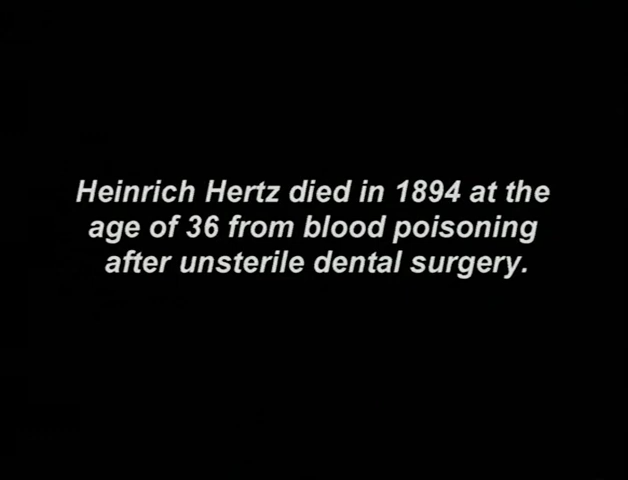 Heinrich Hertz died in 1894 at the
age of 36 from blood poisoning
after unsterile dental surgery.